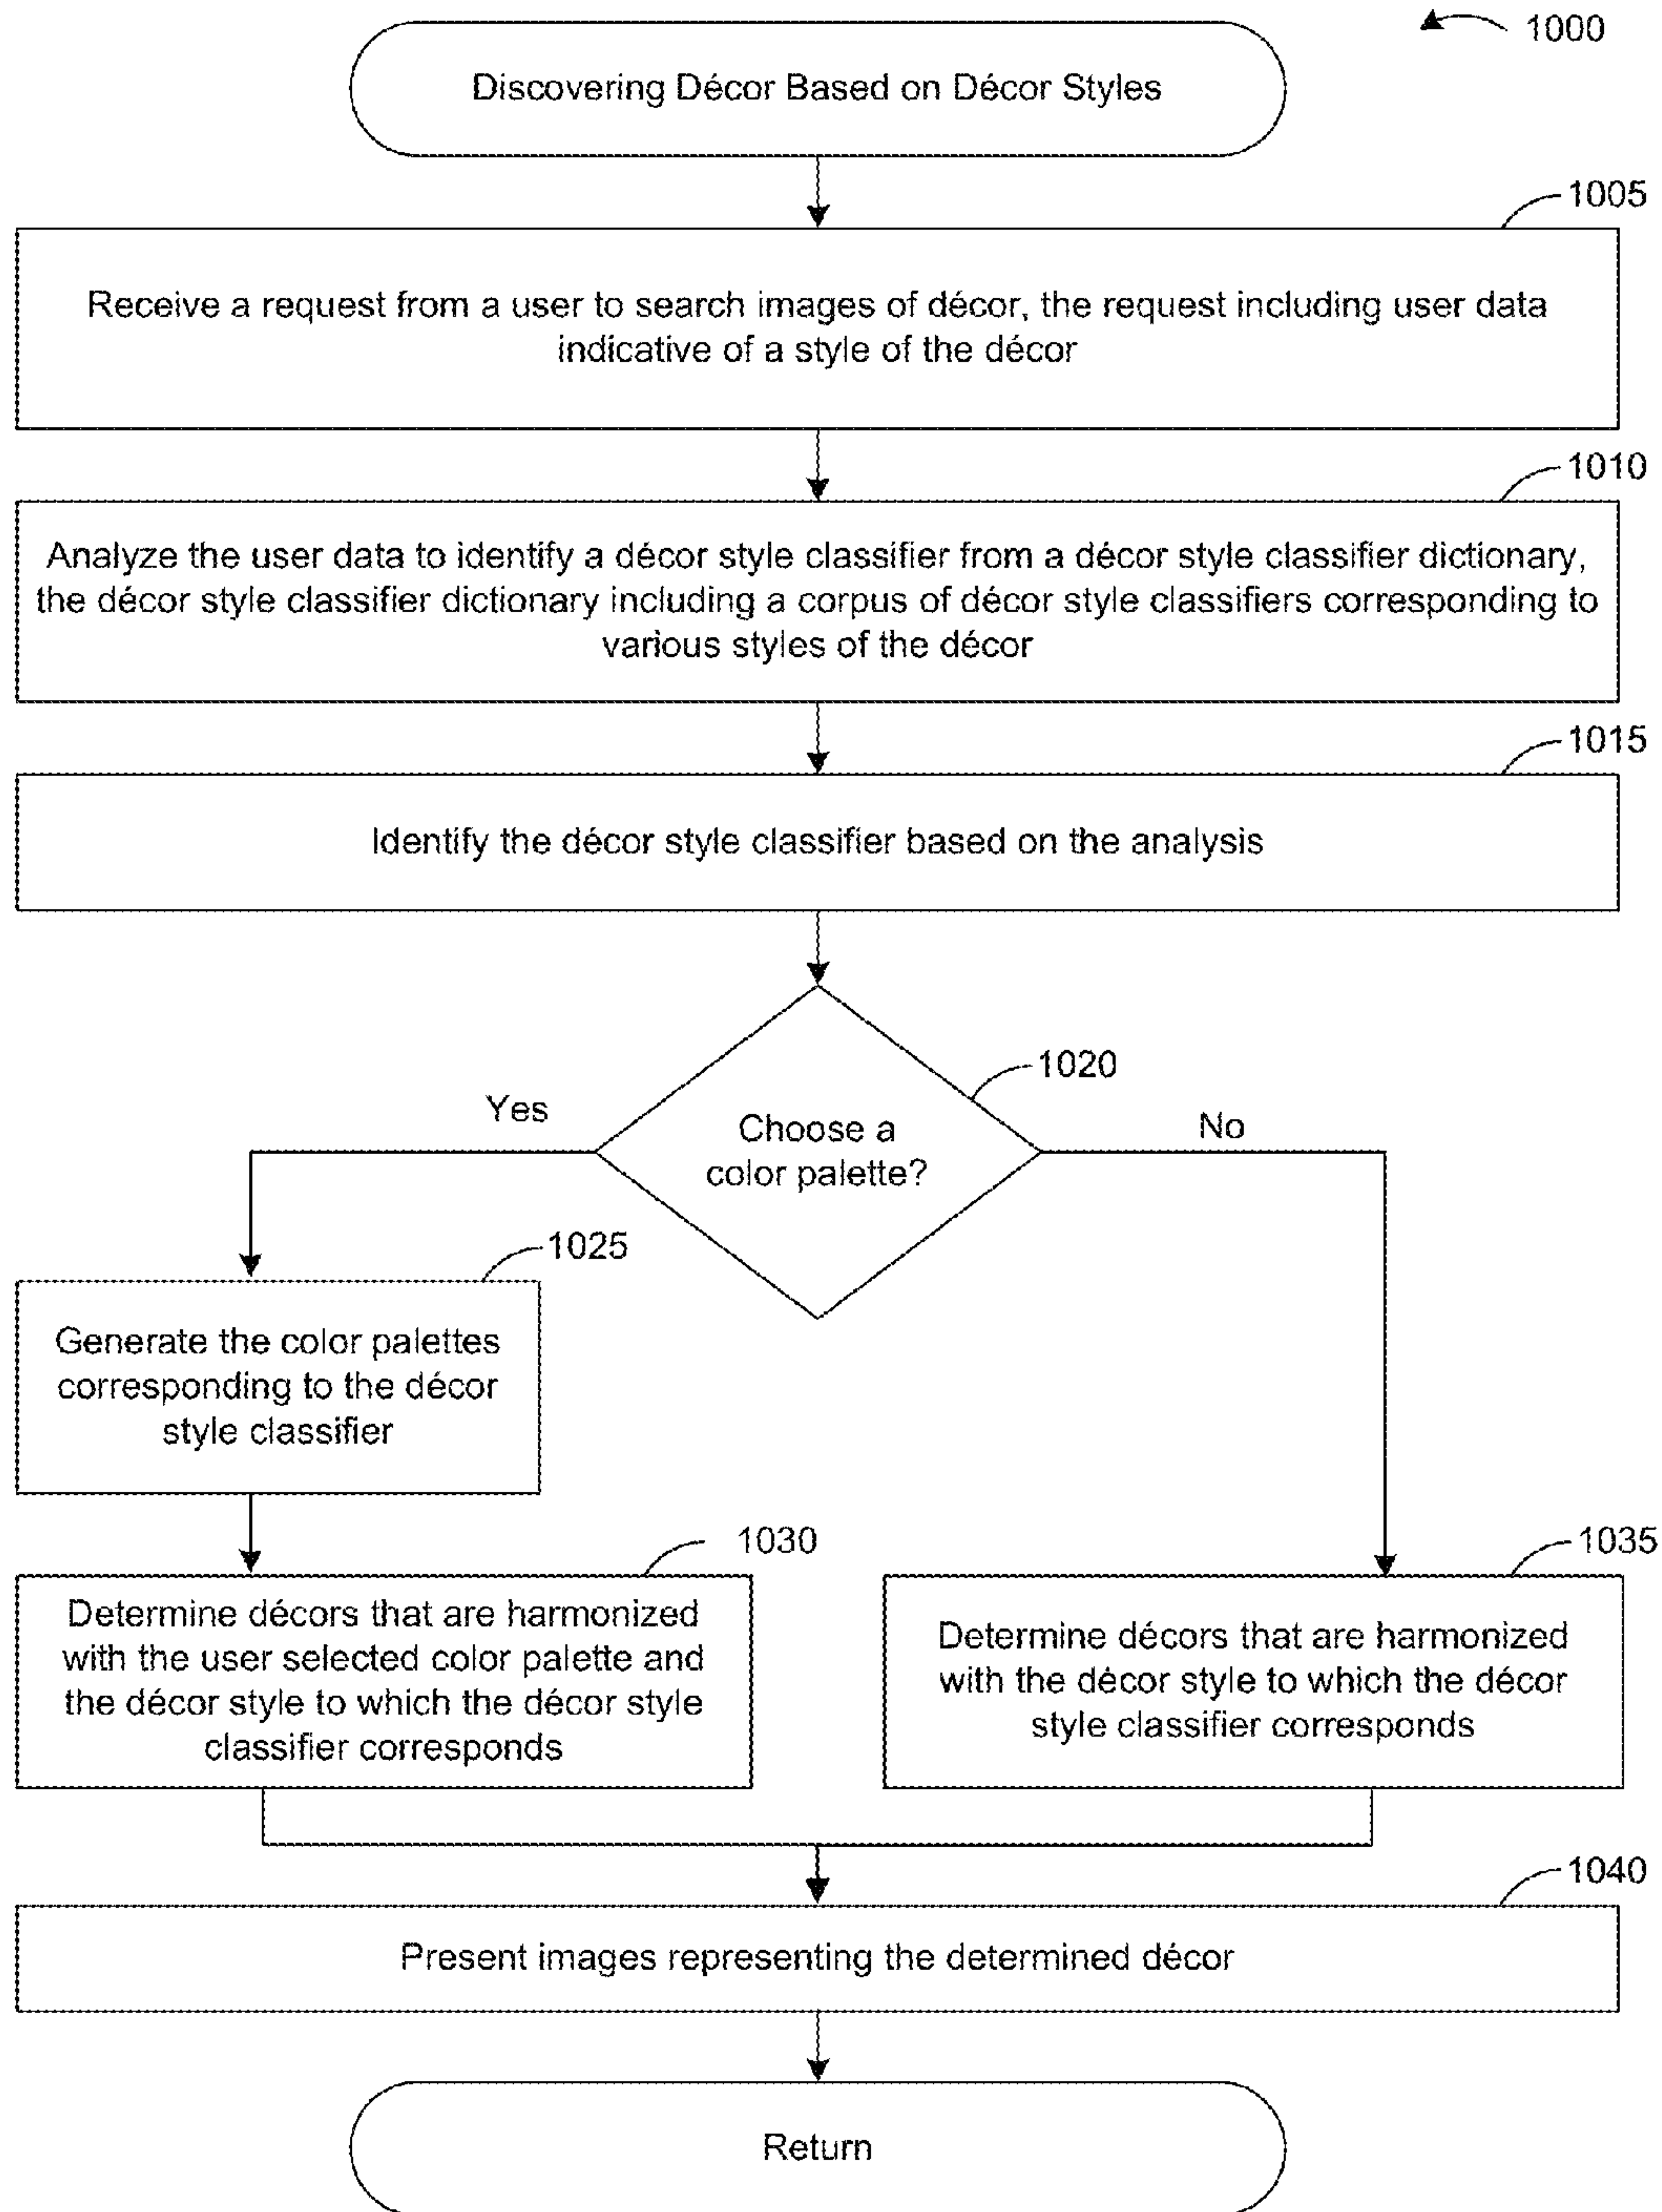 1000
Discovering Décor Based on Décor Styles
1005
Receive a request from a user to search images of décor, the request including user data
indicative of a style of the décor
1010
Analyze the user data to identify a décor style classifier from a décor style classifier dictionary,
the décor style classifier dictionary including a corpus of décor style classifiers corresponding to
various styles of the décor
1015
Identify the décor style classifier based on the analysis
1020
Choose a
color palette?
Yes
No
1025
Generate the color palettes
corresponding to the décor
style classifier
1030
Determine décors that are harmonized
with the user selected color palette and
the décor style to which the décor style
classifier corresponds
1035
Determine décors that are harmonized
with the décor style to which the décor
style classifier corresponds
1040
Present images representing the determined décor
Return